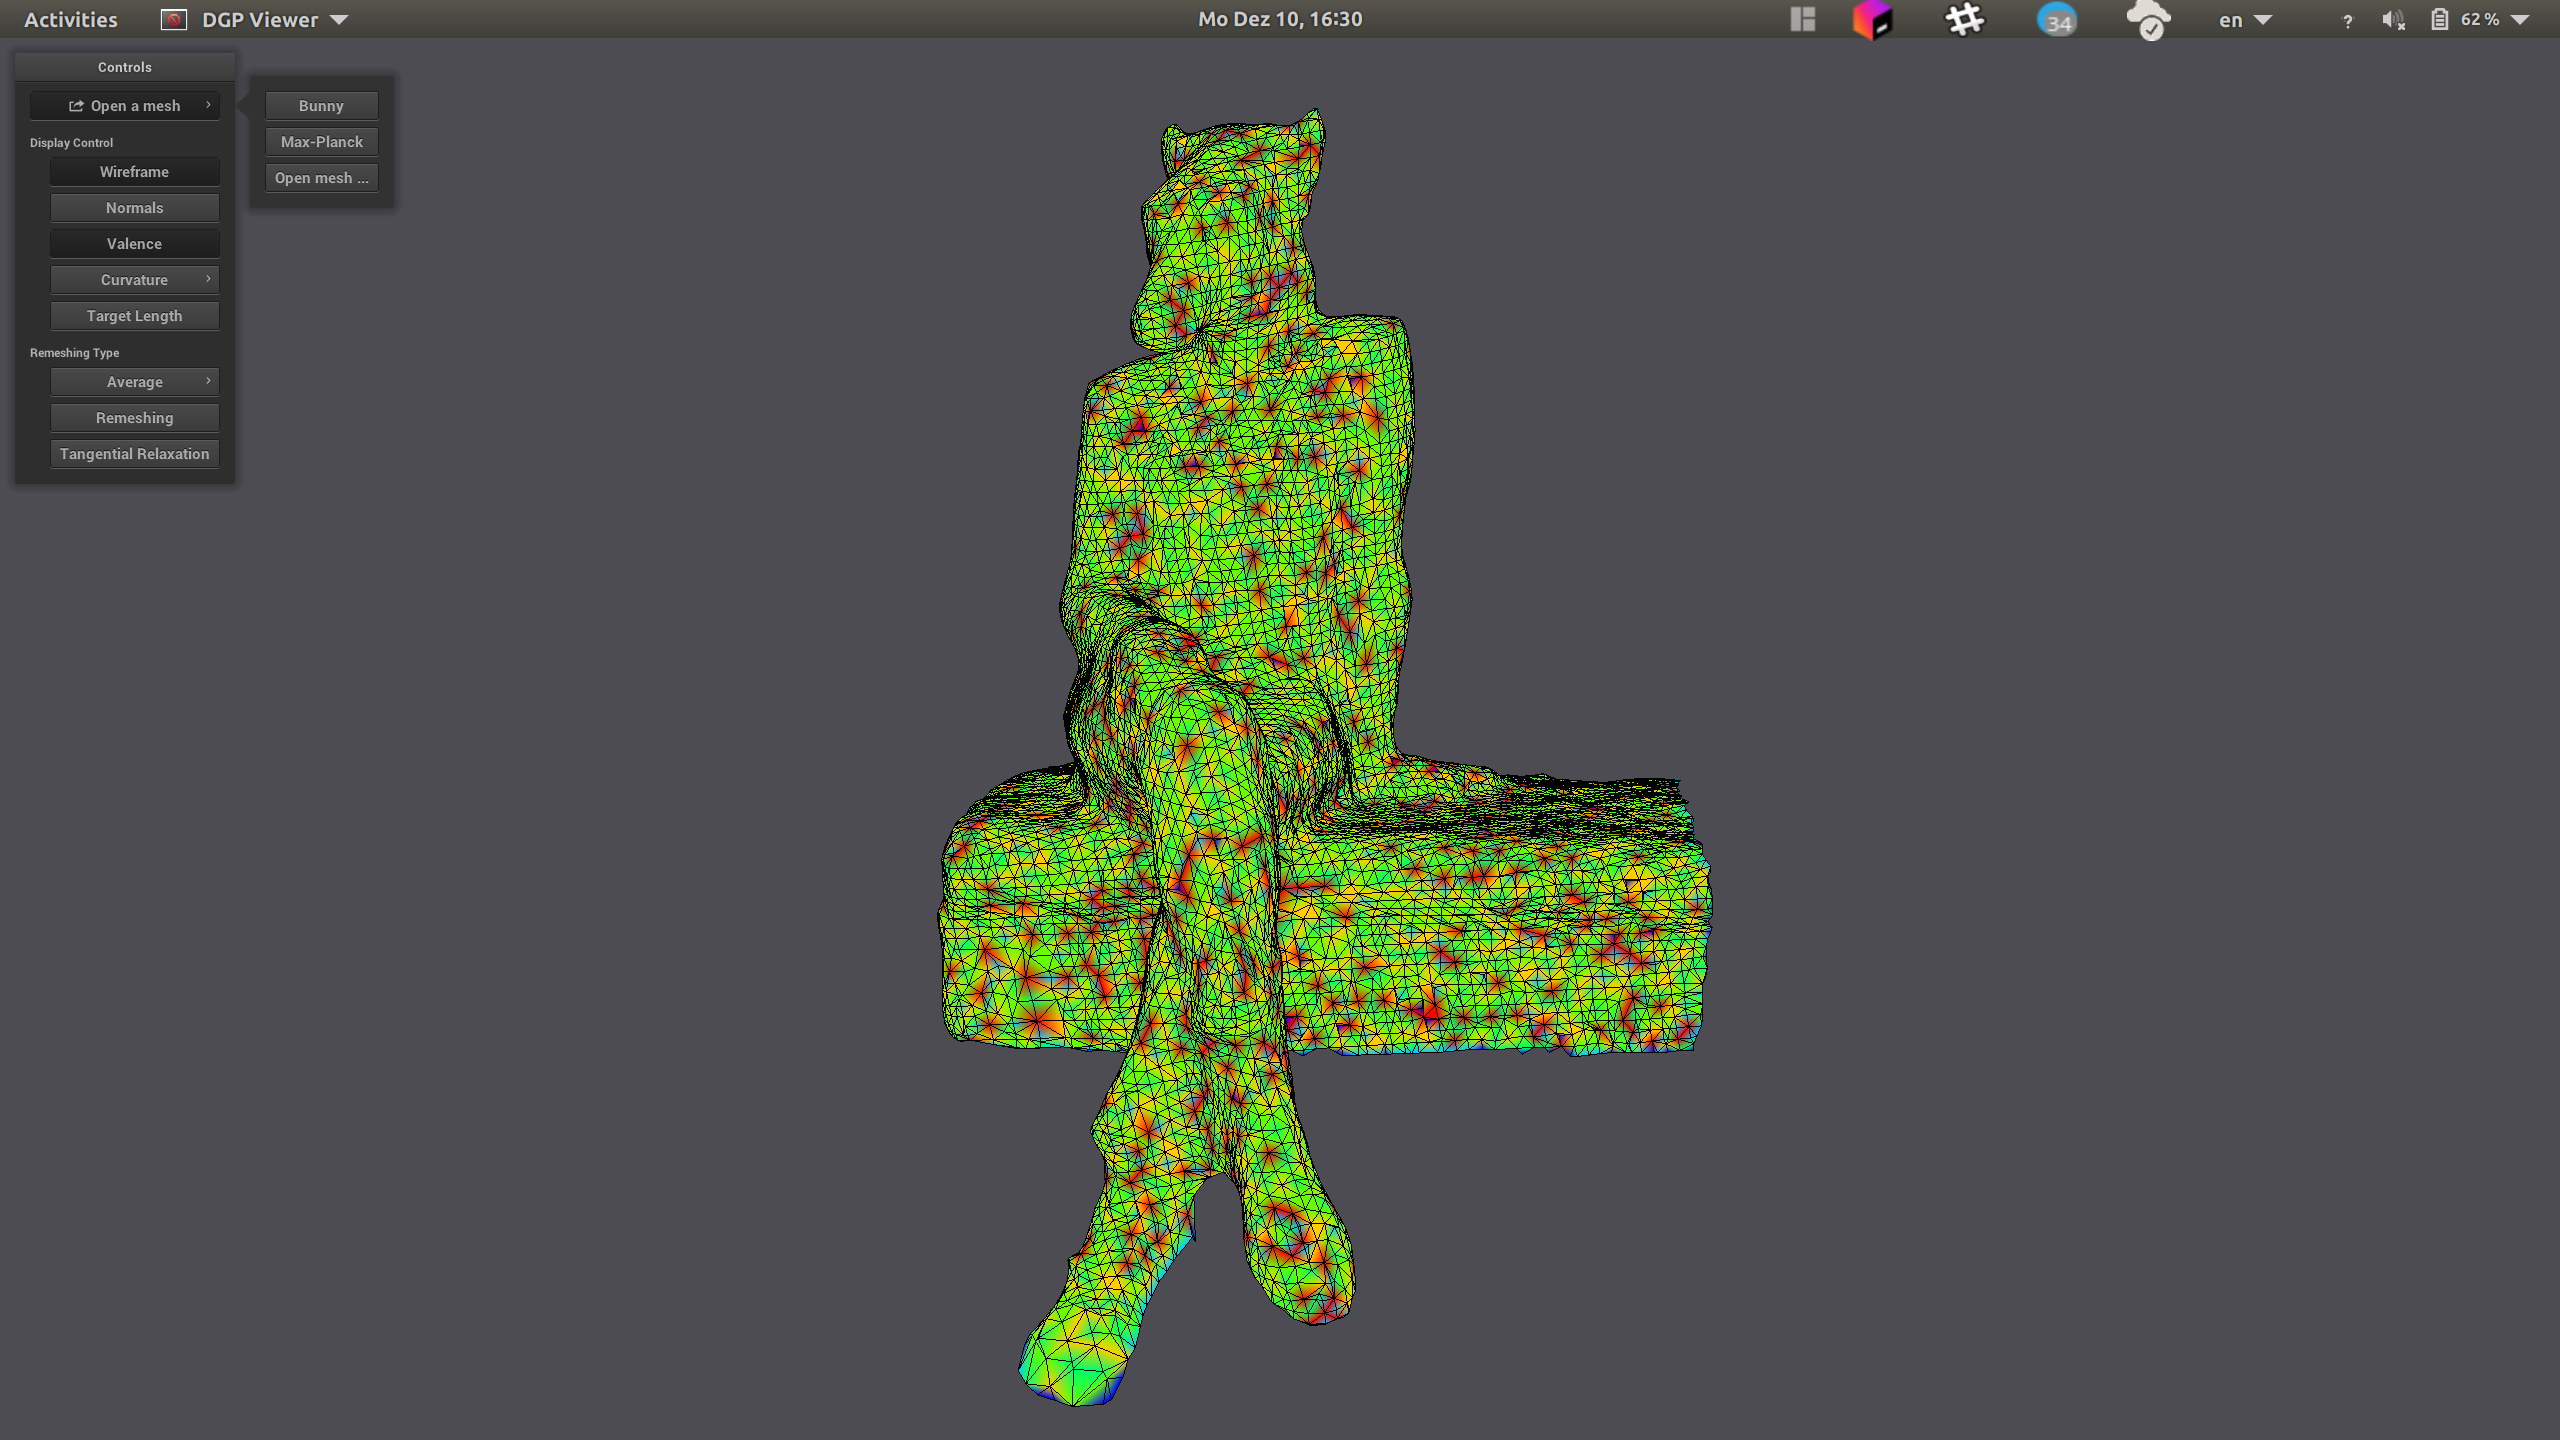 Activities DGP Viewer Mo Dez 10, 16:30 34 en ? 62 %
Controls
Open a mesh
Bunny
Max-Planck
Open mesh ...
Display Control
Wireframe
Normals
Valence
Curvature
Target Length
Remeshing Type
Average
Remeshing
Tangential Relaxation